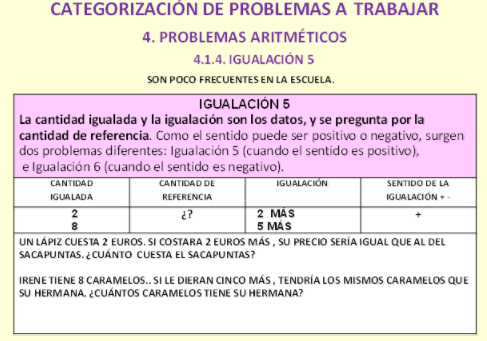 CATEGORIZACIÓN DE PROBLEMAS A TRABAJAR
4. PROBLEMAS ARITMÉTICOS
4.1.4. IGUALACIÓN 5
SON POCO FRECUENTES EN LA ESCUELA.
IGUALACIÓN 5
La cantidad igualada y la igualación son los datos, y se pregunta por la
cantidad de referencia. Como el sentido puede ser positivo o negativo, surgen
dos problemas diferentes: Igualación 5 (cuando el sentido es positivo),
e Igualación 6 (cuando el sentido es negativo).
CANTIDAD IGUALADA CANTIDAD DE REFERENCIA IGUALACIÓN SENTIDO DE LA IGUALACIÓN + -
2 ¿? 2 MÁS +
8 5 MÁS
UN LÁPIZ CUESTA 2 EUROS. SI COSTARA 2 EUROS MÁS , SU PRECIO SERÍA IGUAL QUE AL DEL
SACAPUNTAS. ¿CUÁNTO CUESTA EL SACAPUNTAS?
IRENE TIENE 8 CARAMELOS.. SI LE DIERAN CINCO MÁS , TENDRÍA LOS MISMOS CARAMELOS QUE
SU HERMANA. ¿CUÁNTOS CARAMELOS TIENE SU HERMANA?